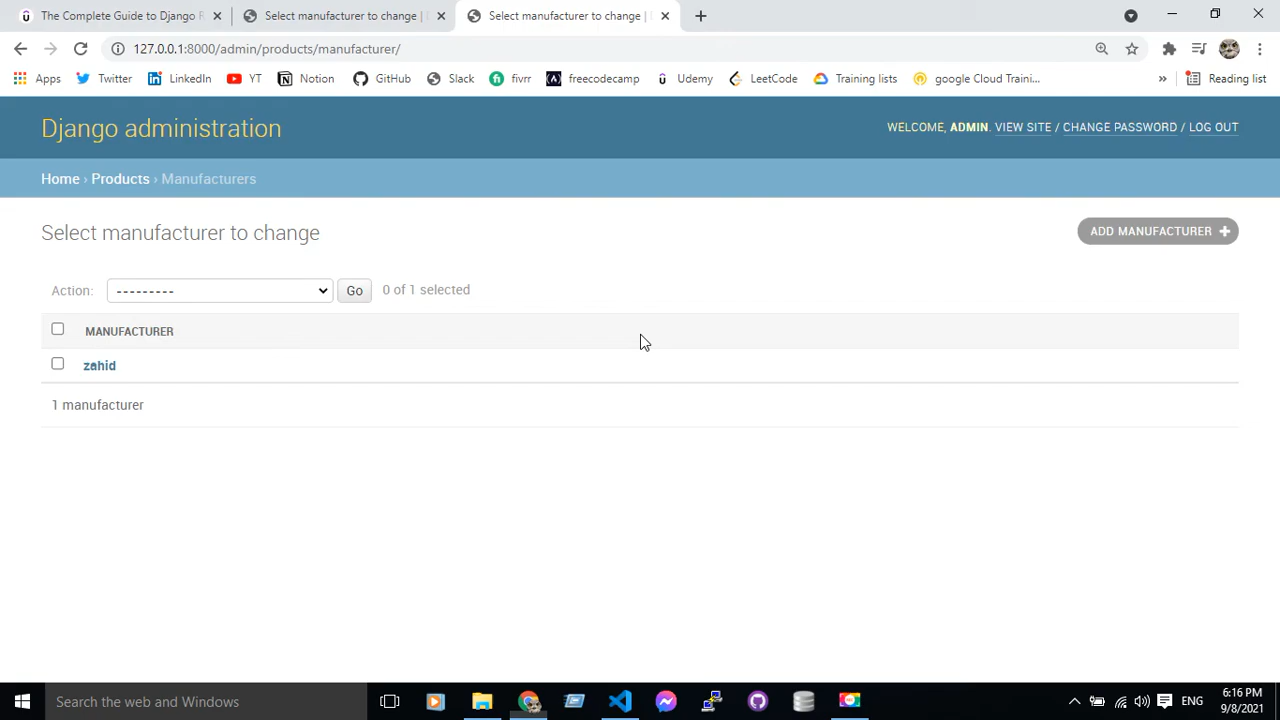 The Complete Guide to Django R
Select manufacturer to change |
Select manufacturer to change |
127.0.0.1:8000/admin/products/manufacturer/
Apps Twitter LinkedIn YT Notion GitHub Slack fivrr freecodecamp Udemy LeetCode Training lists google Cloud Traini... » Reading list
Django administration
WELCOME, ADMIN. VIEW SITE / CHANGE PASSWORD / LOG OUT
Home › Products › Manufacturers
Select manufacturer to change
ADD MANUFACTURER +
Action: --------- Go 0 of 1 selected
MANUFACTURER
zahid
1 manufacturer
Search the web and Windows
ENG
6:16 PM
9/8/2021